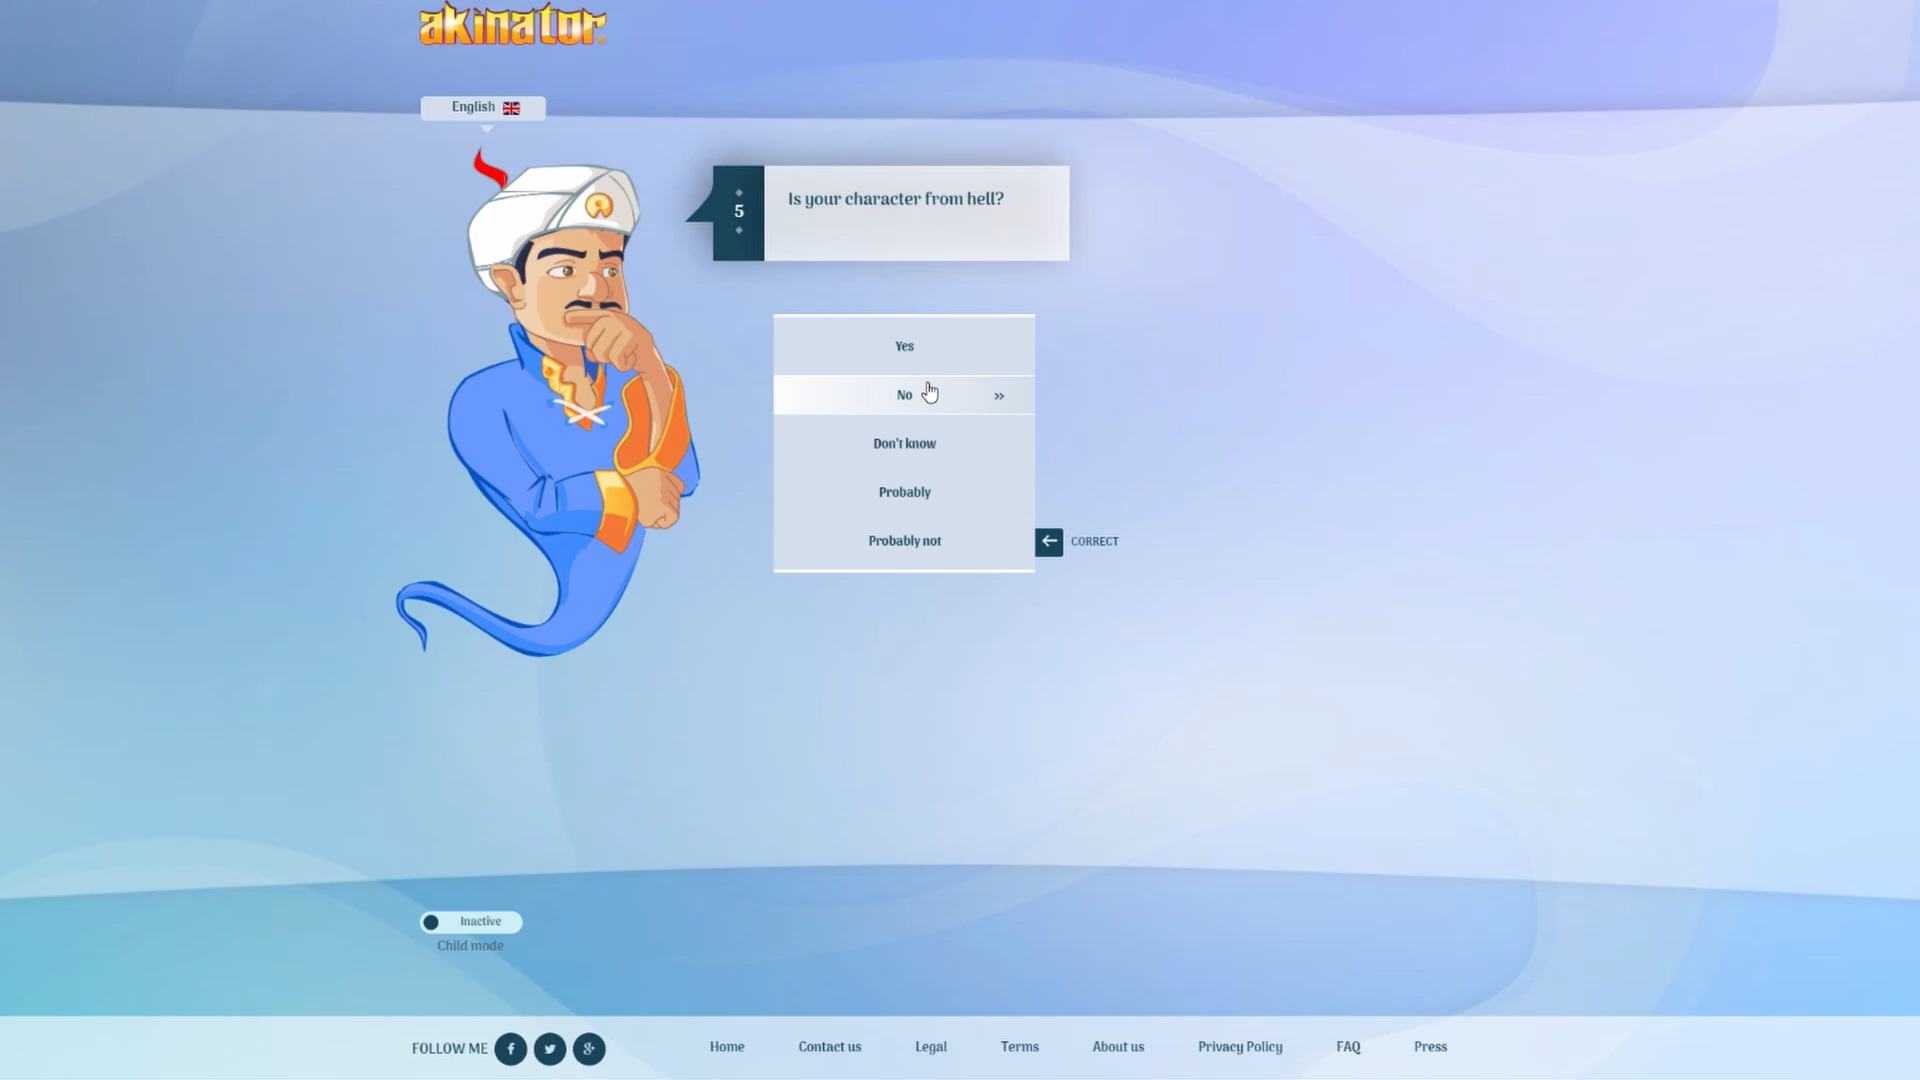 akinator
English
5
Is your character from hell?
Yes
No
Don't know
Probably
Probably not
CORRECT
Inactive
Child mode
FOLLOW ME
Home
Contact us
Legal
Terms
About us
Privacy Policy
FAQ
Press